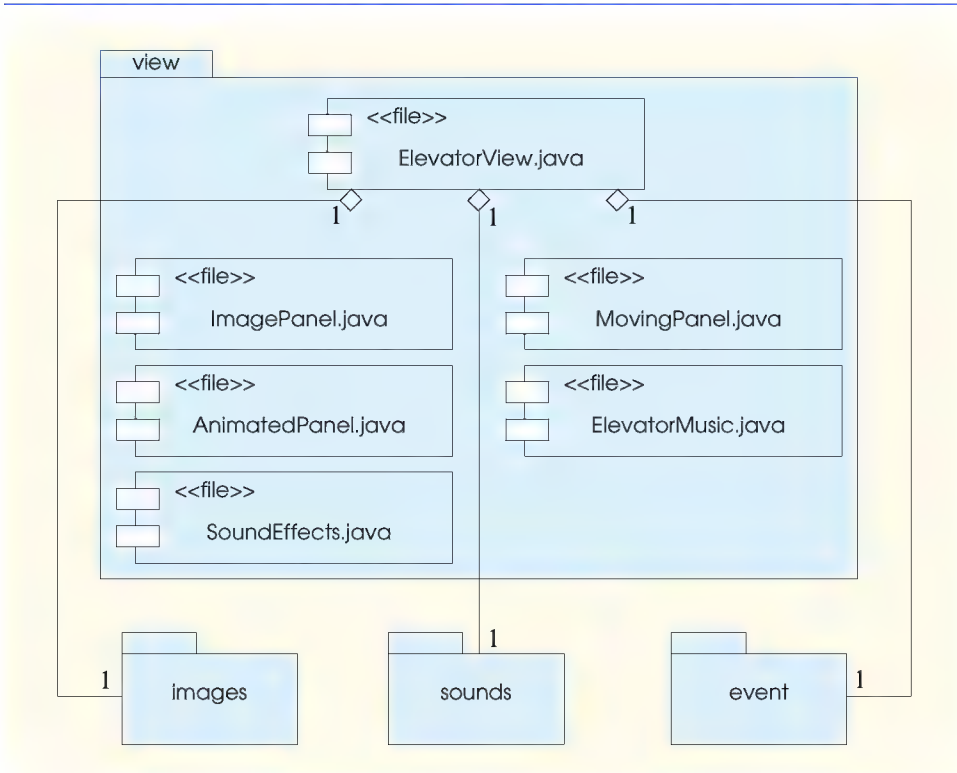 view
<<file>>
ElevatorView.java
1
1
1
<<file>>
ImagePanel.java
<<file>>
MovingPanel.java
<<file>>
AnimatedPanel.java
<<file>>
ElevatorMusic.java
<<file>>
SoundEffects.java
1
1
1
images
sounds
event